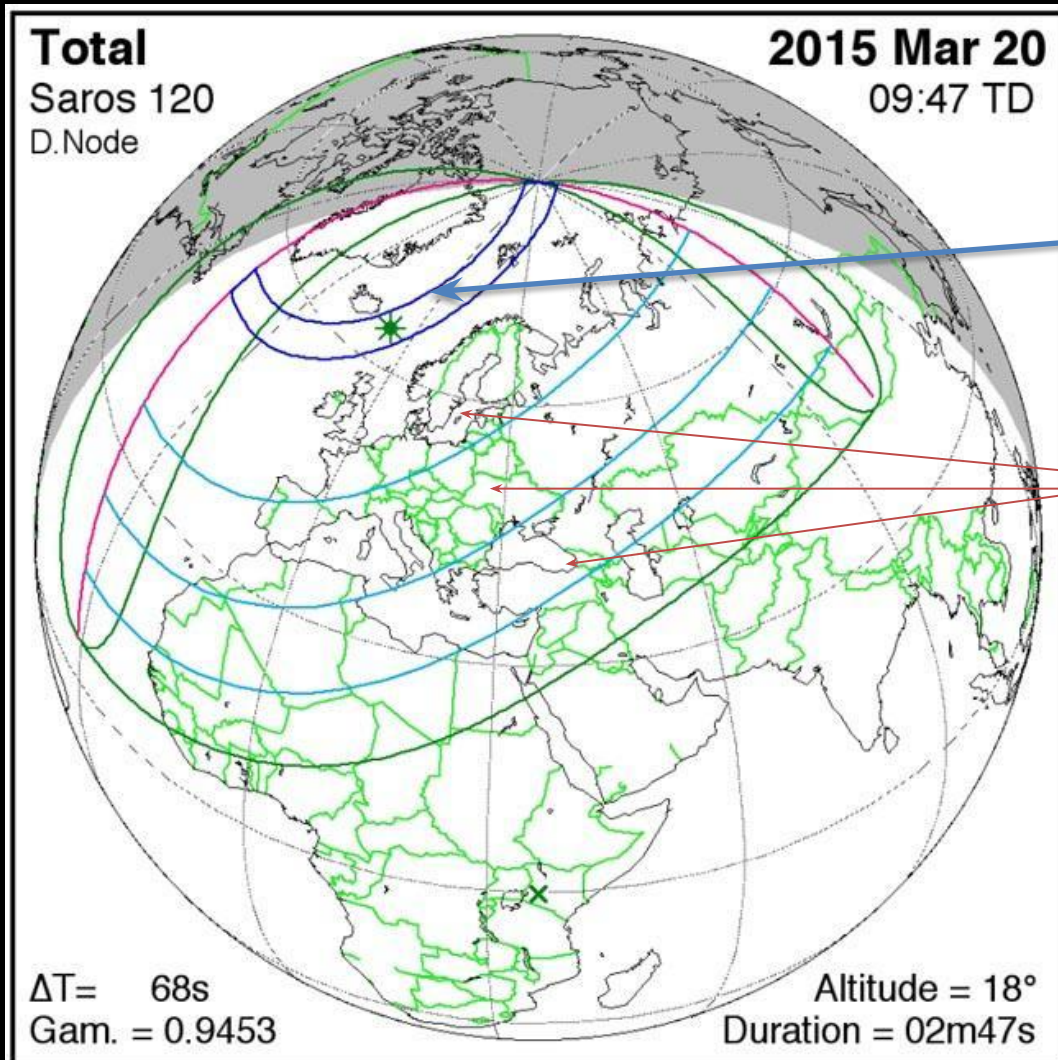 Total
Saros 120
D.Node
2015 Mar 20
09:47 TD
ΔT= 68s
Gam. = 0.9453
Altitude = 18°
Duration = 02m47s